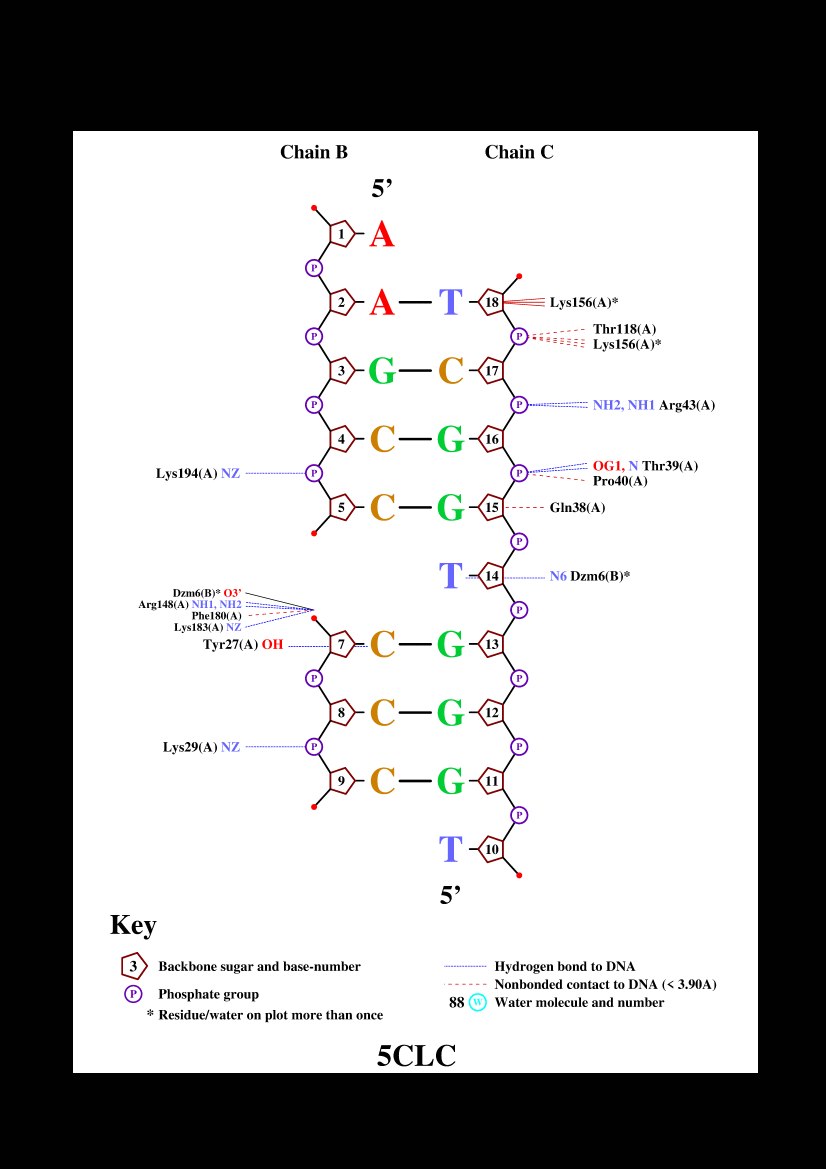 Chain B Chain C
5’
1 A
P
2 A T 18 Lys156(A)*
Thr118(A)
P P
Lys156(A)*
3 G C 17
P P NH2, NH1 Arg43(A)
4 C G 16
OG1, N Thr39(A)
Lys194(A) NZ P P
Pro40(A)
5 C G 15 Gln38(A)
P
T 14 N6 Dzm6(B)*
Dzm6(B)* O3’
Arg148(A) NH1, NH2
P
Phe180(A)
Lys183(A) NZ
Tyr27(A) OH 7 C G 13
P P
8 C G 12
Lys29(A) NZ P P
9 C G 11
P
T 10
5’
Key
3 Backbone sugar and base-number
P Phosphate group
* Residue/water on plot more than once
Hydrogen bond to DNA
Nonbonded contact to DNA (< 3.90A)
88 W Water molecule and number
5CLC